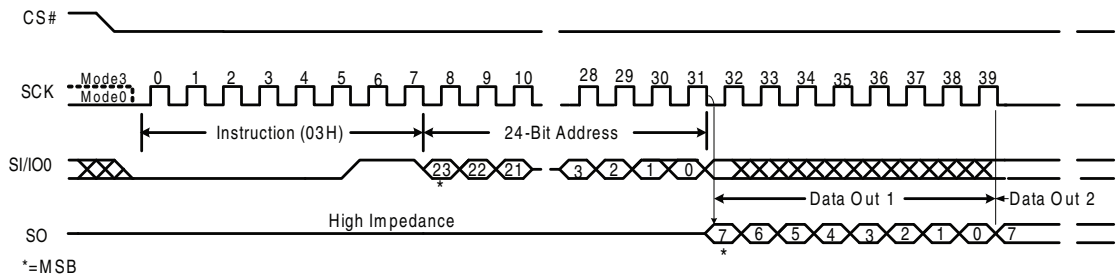 CS#
Mode3 0 1 2 3 4 5 6 7 8 9 10 28 29 30 31 32 33 34 35 36 37 38 39
SCK Mode0
Instruction (03H) 24-Bit Address
SI/IO0 23 22 21 3 2 1 0
*
Data Out 1 Data Out 2
High Impedance
SO 7 6 5 4 3 2 1 0 7
*
*=MSB